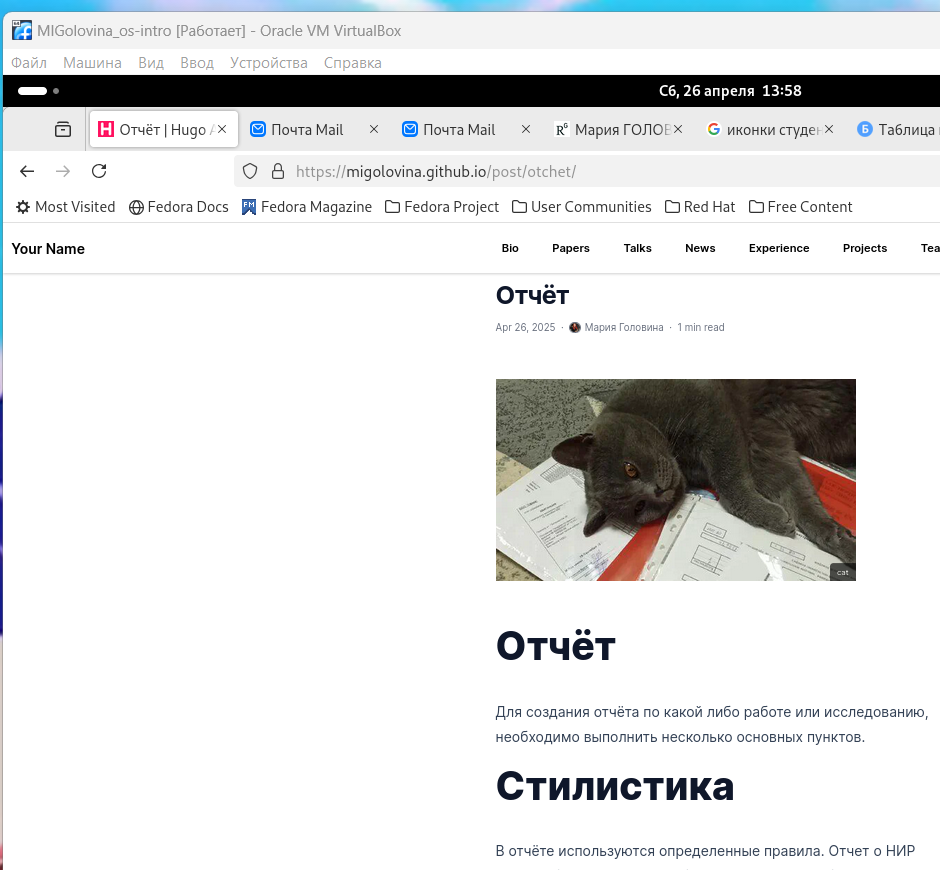 MIGolovina_os-intro [Работает] - Oracle VM VirtualBox
Файл Машина Вид Ввод Устройства Справка
Сб, 26 апреля 13:58
Отчёт | Hugo Почта Mail Почта Mail Мария ГОЛОВ иконки студен Таблица
https://migolovina.github.io/post/otchet/
Most Visited Fedora Docs Fedora Magazine Fedora Project User Communities Red Hat Free Content
Your Name Bio Papers Talks News Experience Projects Tea
Отчёт
Apr 26, 2025 · Мария Головина · 1 min read
cat
Отчёт
Для создания отчёта по какой либо работе или исследованию,
необходимо выполнить несколько основных пунктов.
Стилистика
В отчёте используются определенные правила. Отчет о НИР